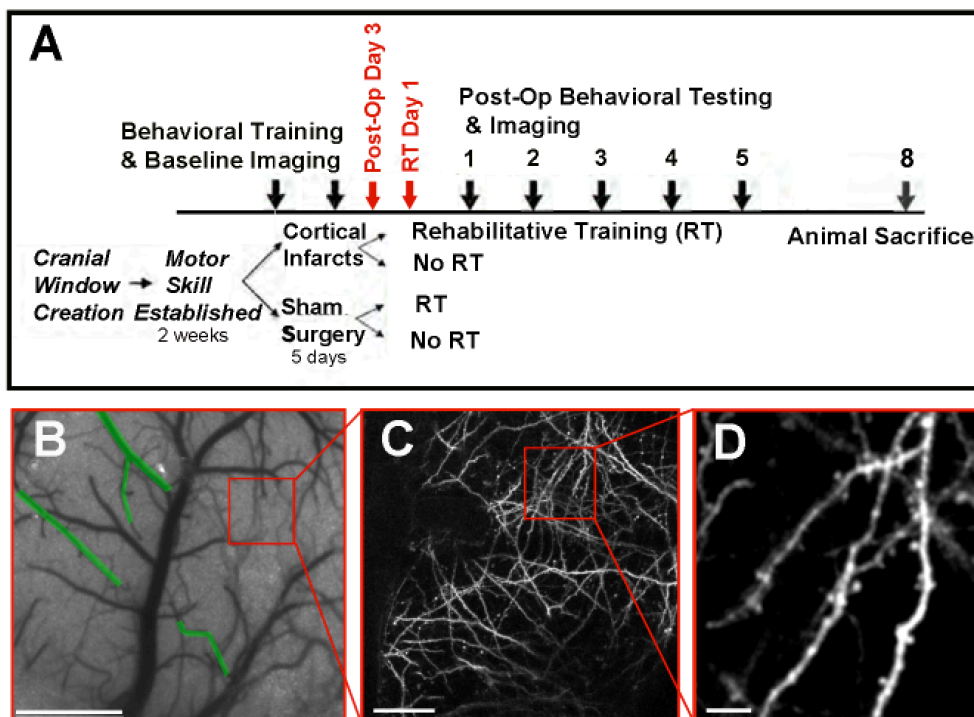 A
Post-Op Day 3
RT Day 1
Behavioral Training
& Baseline Imaging
Post-Op Behavioral Testing
& Imaging
1 2 3 4 5 8
Cranial
Window
Creation
Motor
Skill
Established
2 weeks
Cortical
Infarcts
Sham
Surgery
5 days
Rehabilitative Training (RT)
No RT
RT
No RT
Animal Sacrifice
B
C
D